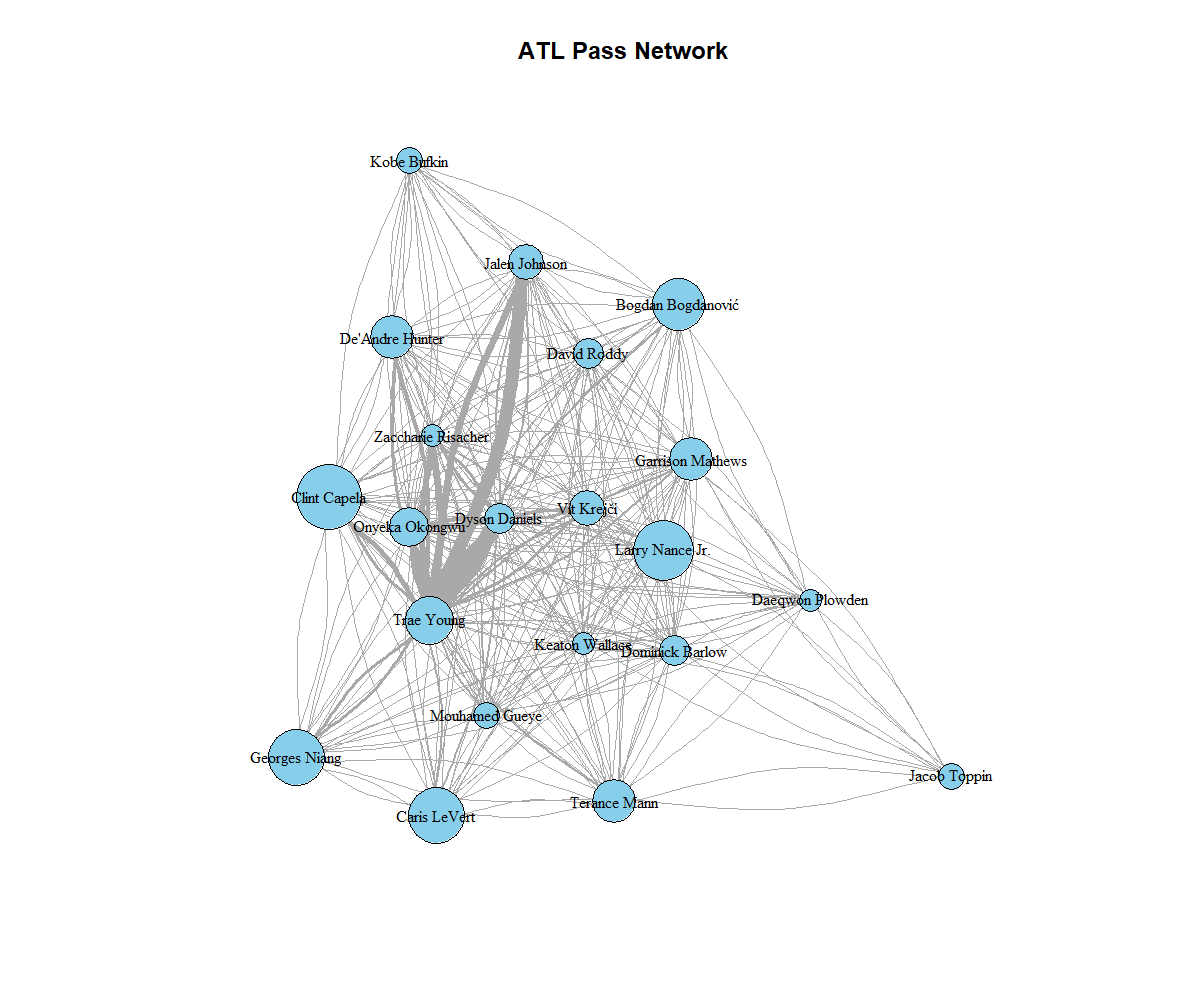 ATL Pass Network
Kobe Bufkin
Jalen Johnson
Bogdan Bogdanović
De'Andre Hunter
David Roddy
Zaccharie Risacher
Garrison Mathews
Clint Capela
Vít Krejčí
Dyson Daniels
Onyeka Okongwu
Larry Nance Jr.
Daeqwon Plowden
Trae Young
Keaton Wallace
Dominick Barlow
Mouhamed Gueye
Georges Niang
Jacob Toppin
Terance Mann
Caris LeVert